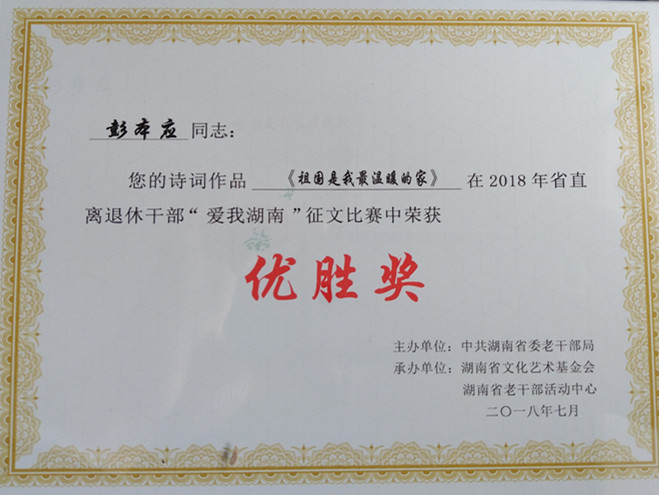 彭本应 同志：
您的诗词作品 《祖国是我最温暖的家》 在2018年省直
离退休干部“爱我湖南”征文比赛中荣获
优胜奖
主办单位：中共湖南省委老干部局
承办单位：湖南省文化艺术基金会
湖南省老干部活动中心
二〇一八年七月